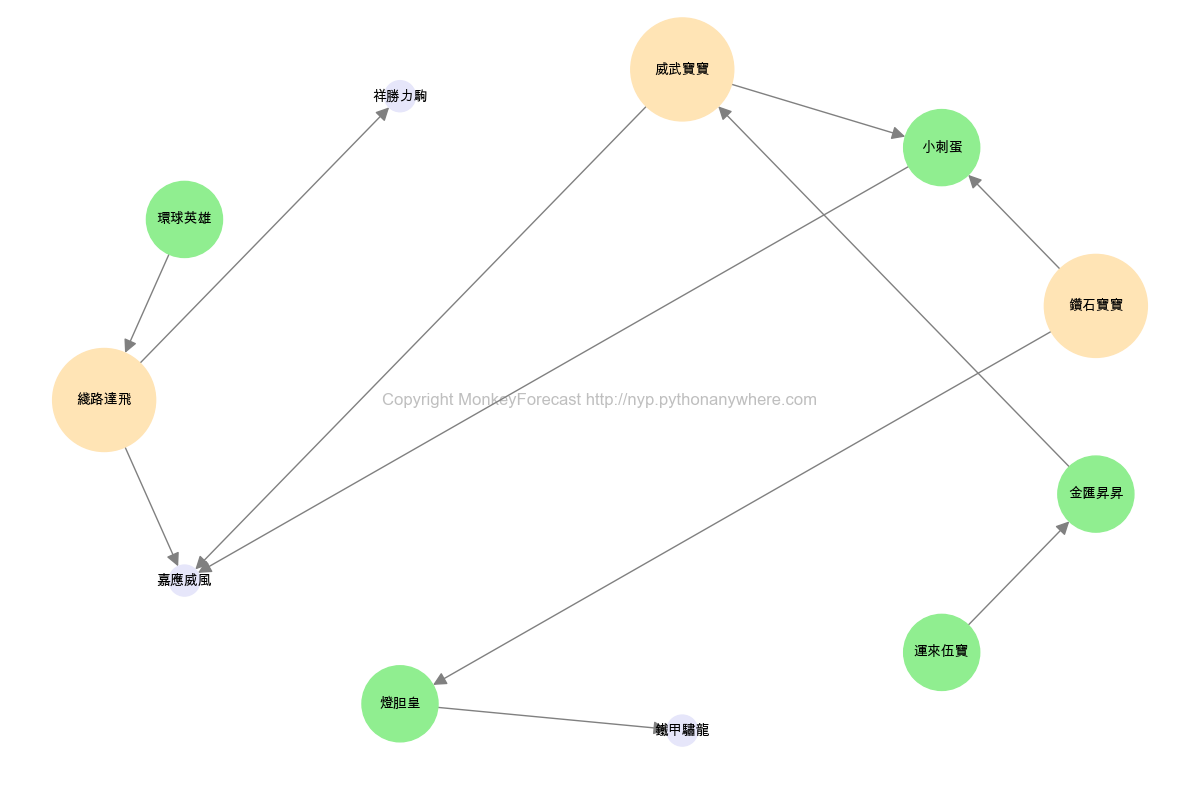 威武寶寶
祥勝力駒
小刺蛋
環球英雄
鑽石寶寶
綫路達飛
Copyright MonkeyForecast http://nyp.pythonanywhere.com
金匯昇昇
嘉應威風
運來伍寶
燈胆皇
鐵甲驌龍